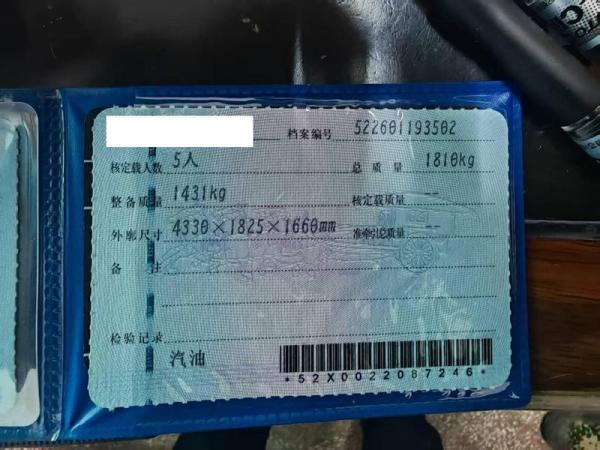 档案编号 522601193502
核定载人数 5人 总质量 1810kg
整备质量 1431kg 核定载质量 --
外廓尺寸 4330×1825×1660mm 准牵引总质量 --
备注
检验记录
汽油
*52X0022087246*